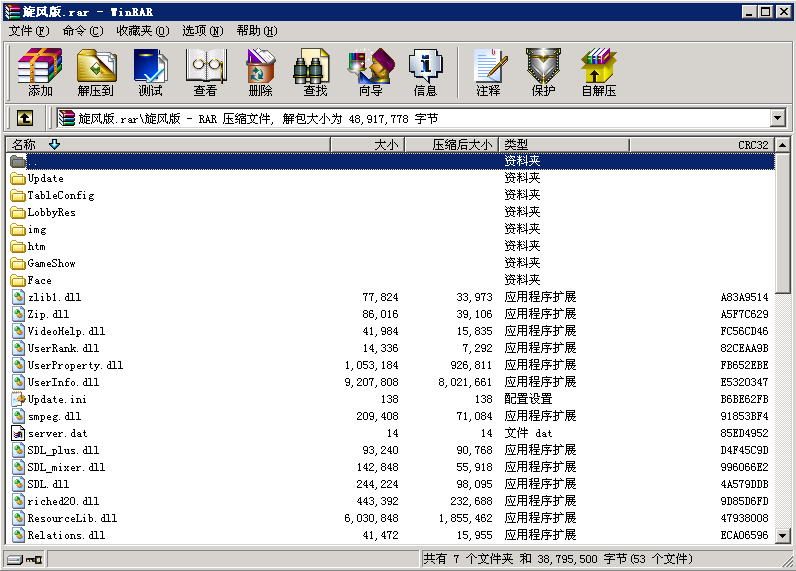 旋风版.rar - WinRAR
文件(F) 命令(C) 收藏夹(O) 选项(N) 帮助(H)
添加 解压到 测试 查看 删除 查找 向导 信息 注释 保护 自解压
旋风版.rar\旋风版 - RAR 压缩文件, 解包大小为 48,917,778 字节
名称 大小 压缩后大小 类型 CRC32
.. 资料夹
Update 资料夹
TableConfig 资料夹
LobbyRes 资料夹
img 资料夹
htm 资料夹
GameShow 资料夹
Face 资料夹
zlib1.dll 77,824 33,973 应用程序扩展 A83A9514
Zip.dll 86,016 39,106 应用程序扩展 A5F7C629
VideoHelp.dll 41,984 15,835 应用程序扩展 FC56CD46
UserRank.dll 14,336 7,292 应用程序扩展 82CEAA9B
UserProperty.dll 1,053,184 926,811 应用程序扩展 FB652EBE
UserInfo.dll 9,207,808 8,021,661 应用程序扩展 E5320347
Update.ini 138 138 配置设置 B6BE62FB
smpeg.dll 209,408 71,084 应用程序扩展 91853BF4
server.dat 14 14 文件 dat 85ED4952
SDL_plus.dll 93,240 90,768 应用程序扩展 D4F45C9D
SDL_mixer.dll 142,848 55,918 应用程序扩展 996066E2
SDL.dll 244,224 98,095 应用程序扩展 4A579DDB
riched20.dll 443,392 232,688 应用程序扩展 9D85D6FD
ResourceLib.dll 6,030,848 1,855,462 应用程序扩展 47938008
Relations.dll 41,472 15,955 应用程序扩展 ECA06596
共有 7 个文件夹 和 38,795,500 字节(53 个文件)